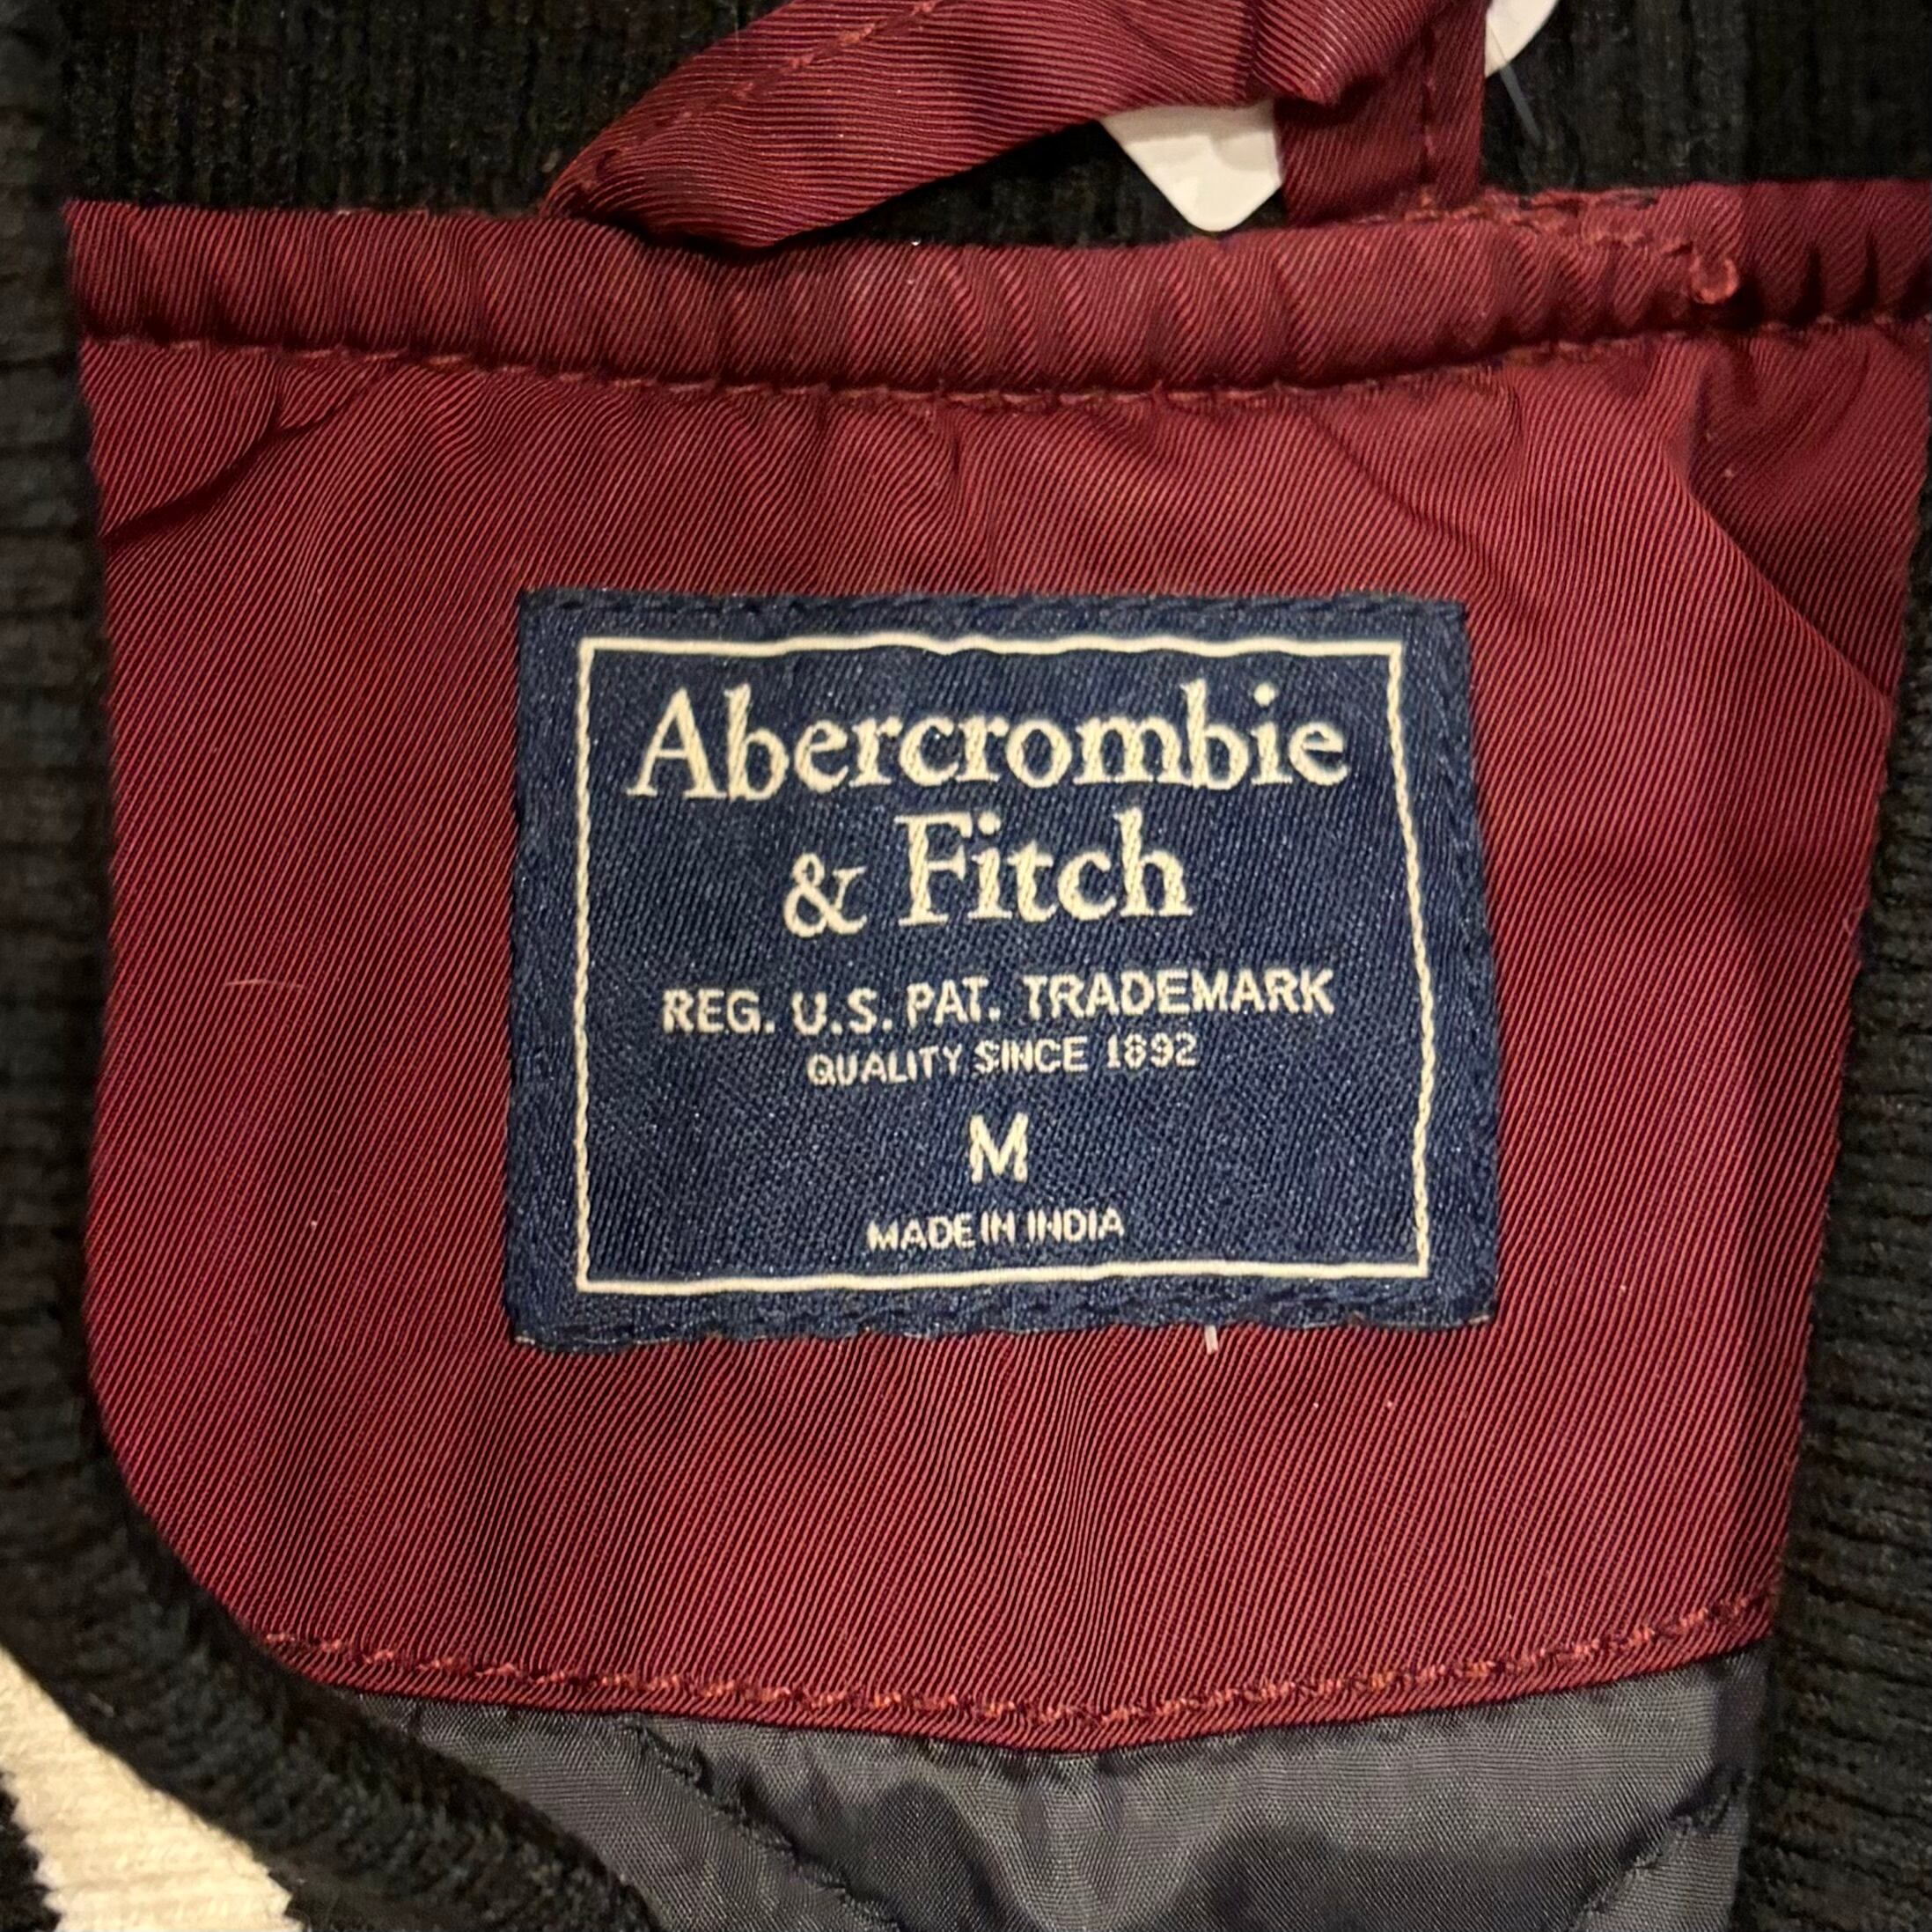 Abercrombie
& Fitch
REG. U.S. PAT. TRADEMARK
QUALITY SINCE 1892
M
MADE IN INDIA